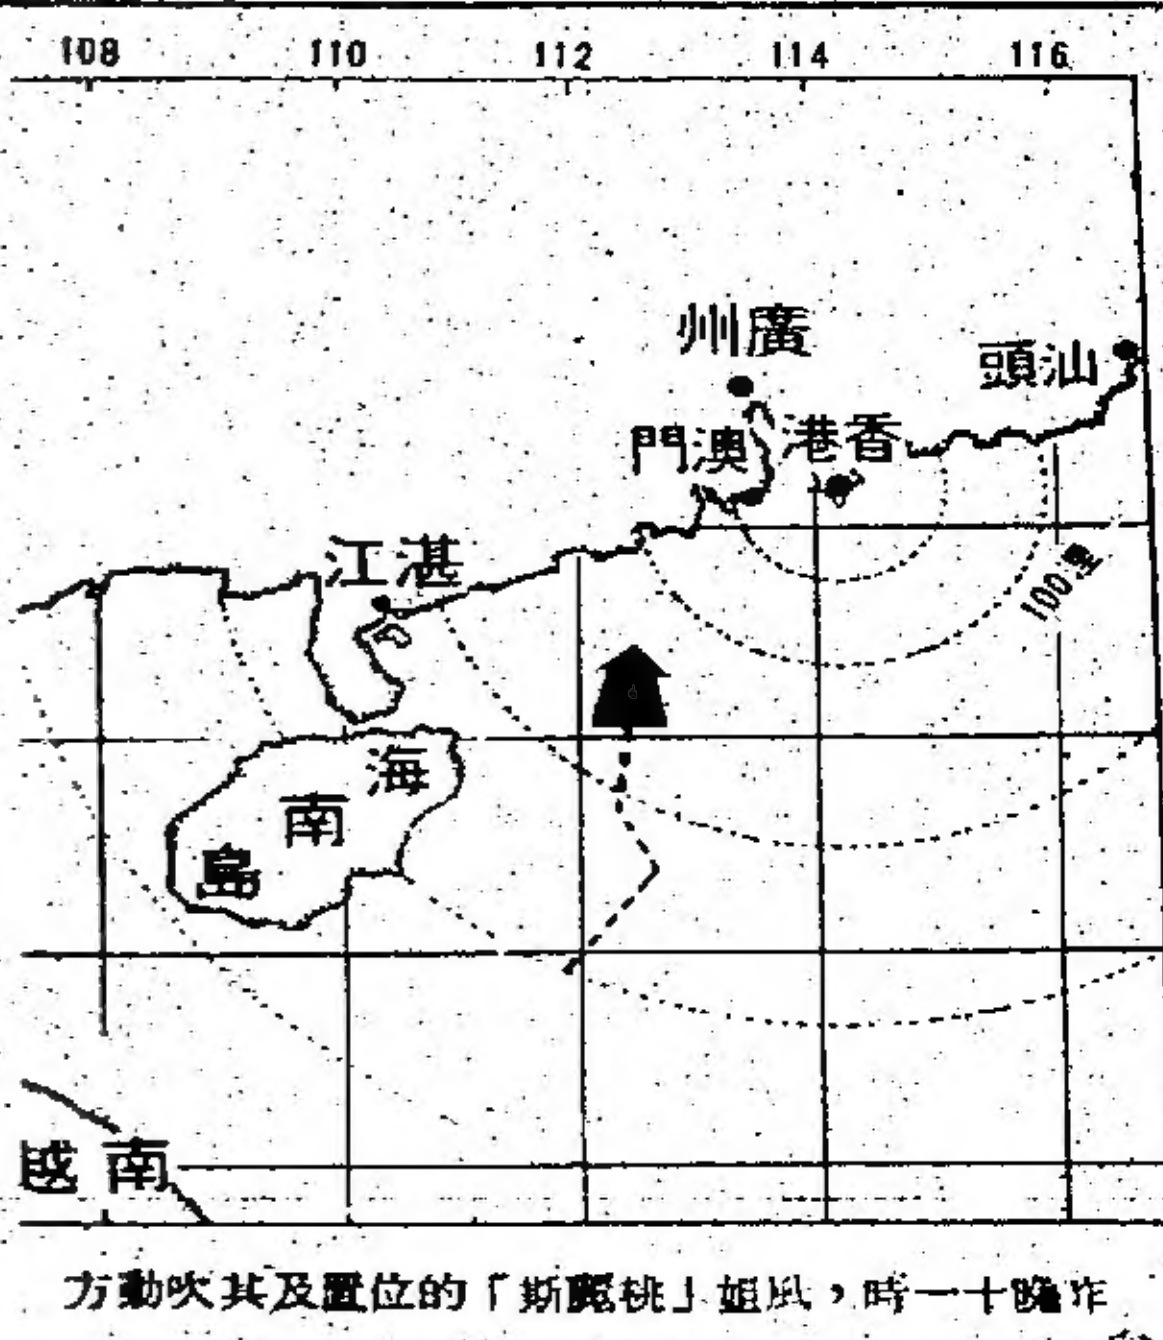 108 110 112 114 116
廣州
汕頭
香港
澳門
湛江
100浬
海南島
越南
昨晚十一時，風姐「桃麗斯」的位置及其吹動方